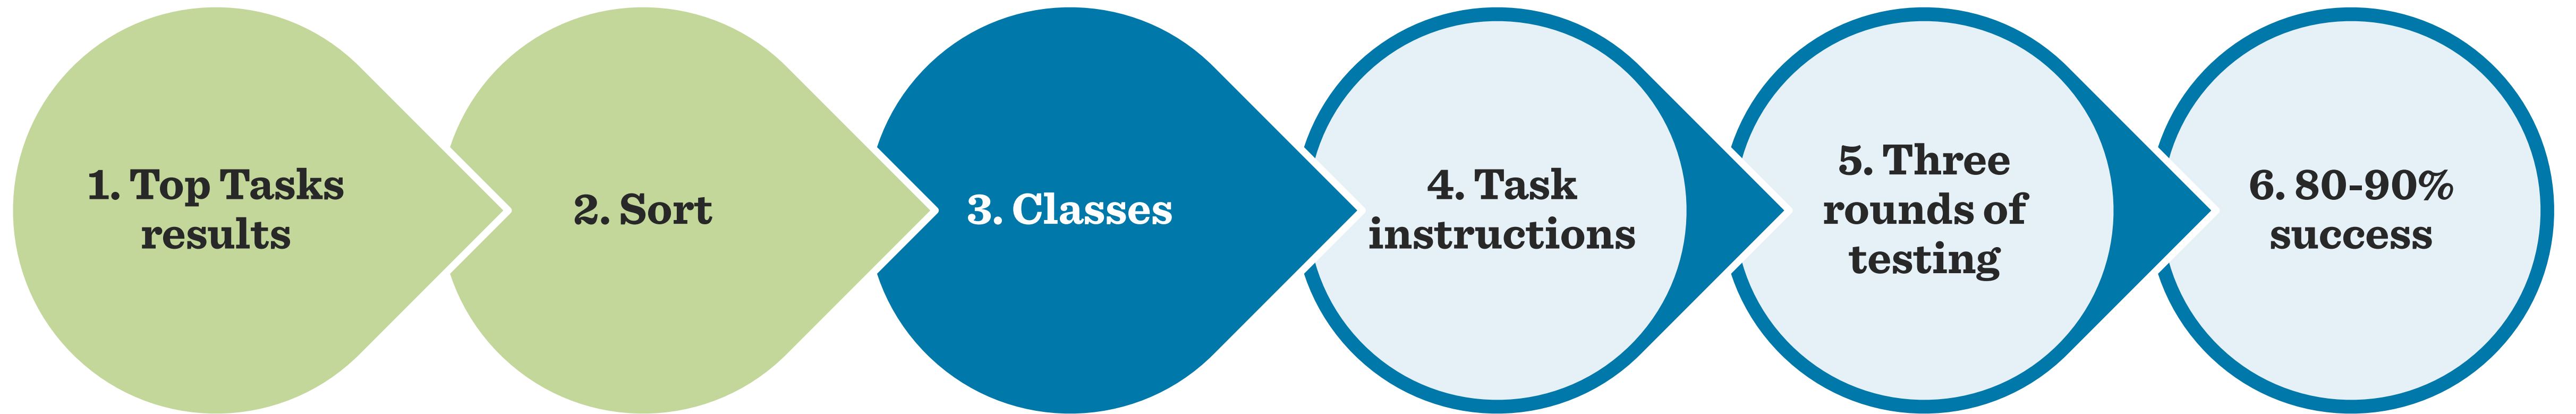 1. Top Tasks
results
2. Sort
3. Classes
4. Task
instructions
5. Three
rounds of
testing
6. 80-90%
success